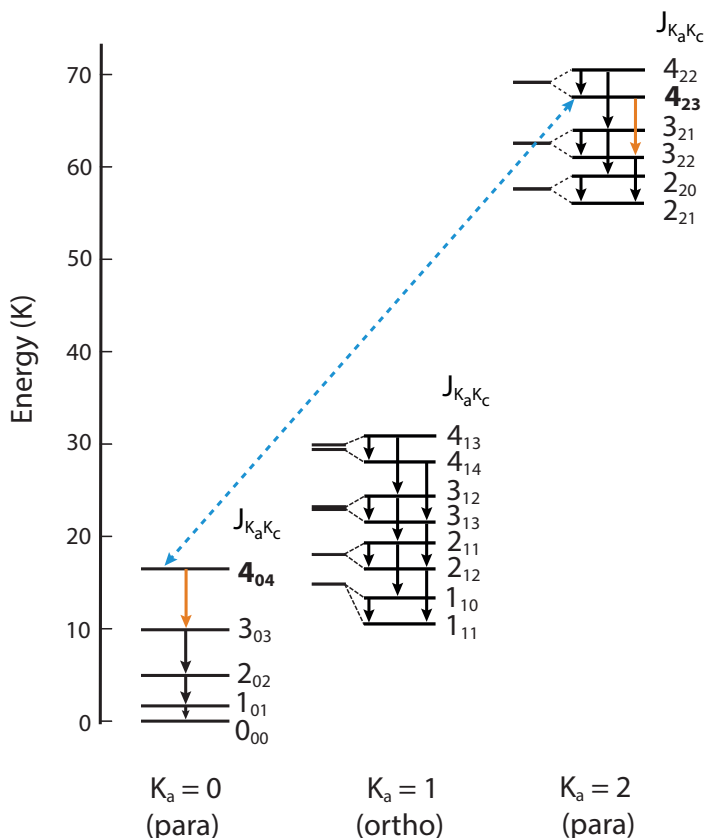 J_{K_aK_c}
4_{22}
70
4_{23}
3_{21}
60
3_{22}
2_{20}
2_{21}
50
Energy (K)
40
J_{K_aK_c}
4_{13}
30
4_{14}
3_{12}
J_{K_aK_c}
3_{13}
20
2_{11}
4_{04}
2_{12}
1_{10}
10
3_{03}
1_{11}
2_{02}
1_{01}
0
0_{00}
K_a = 0
K_a = 1
K_a = 2
(para)
(ortho)
(para)